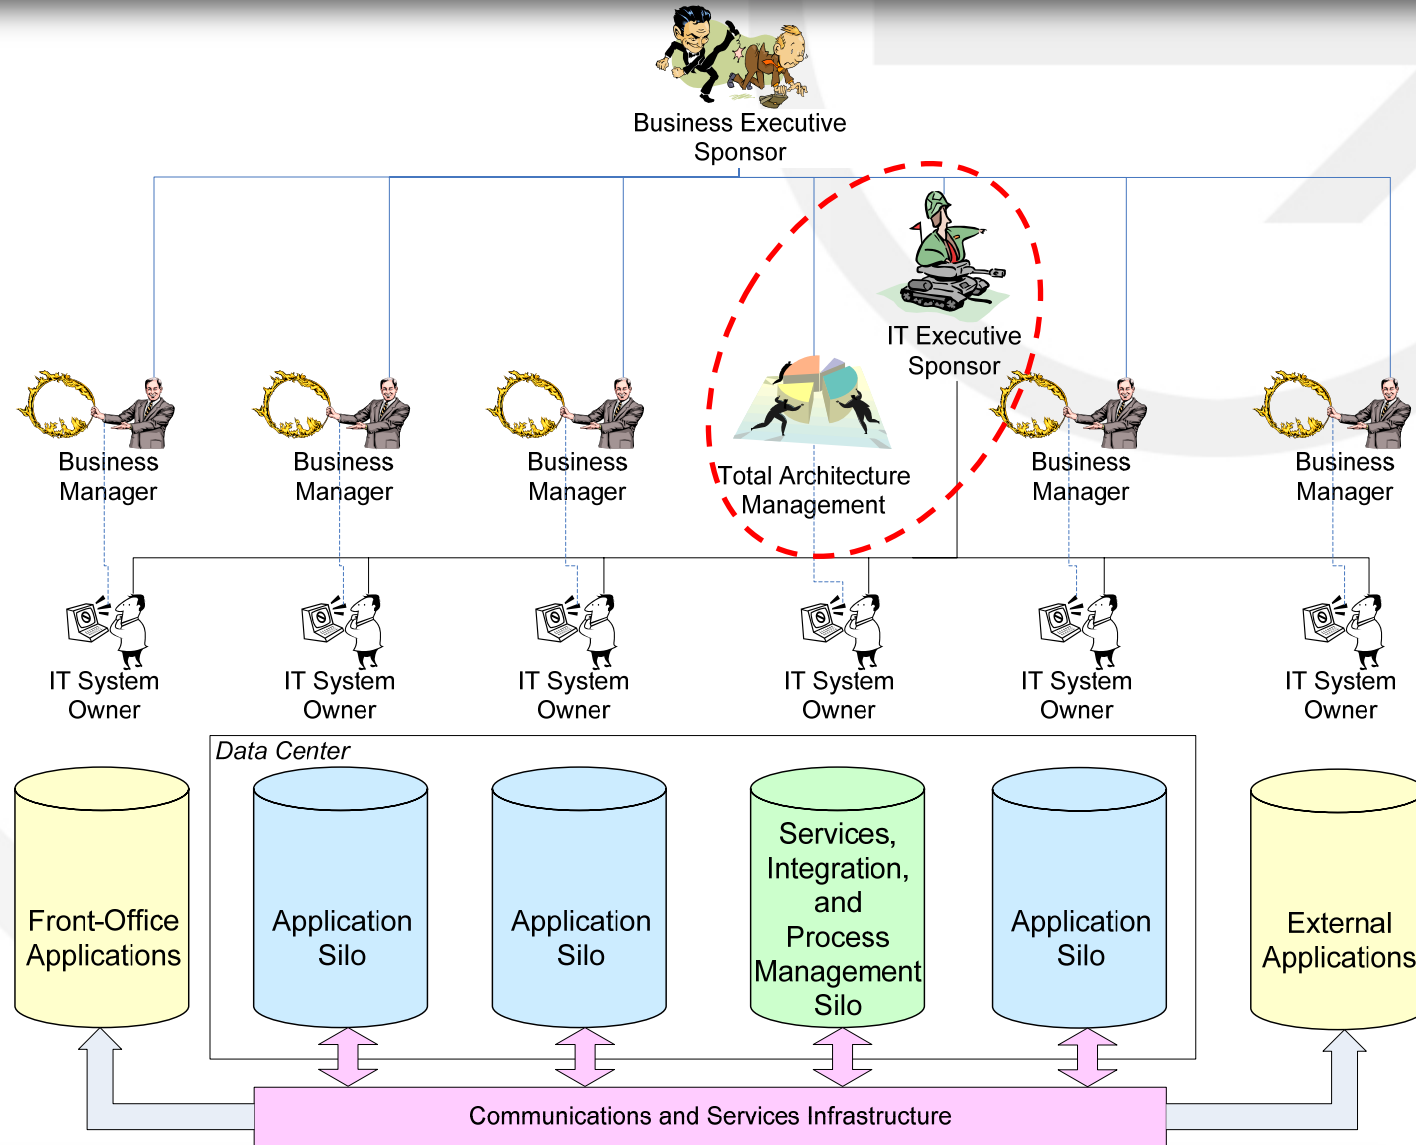 Business Executive
Sponsor
IT Executive
Sponsor
Business
Manager
Business
Manager
Business
Manager
Total Architecture
Management
Business
Manager
Business
Manager
IT System
Owner
IT System
Owner
IT System
Owner
IT System
Owner
IT System
Owner
IT System
Owner
Data Center
Front-Office
Applications
Application
Silo
Application
Silo
Services,
Integration,
and
Process
Management
Silo
Application
Silo
External
Applications
Communications and Services Infrastructure